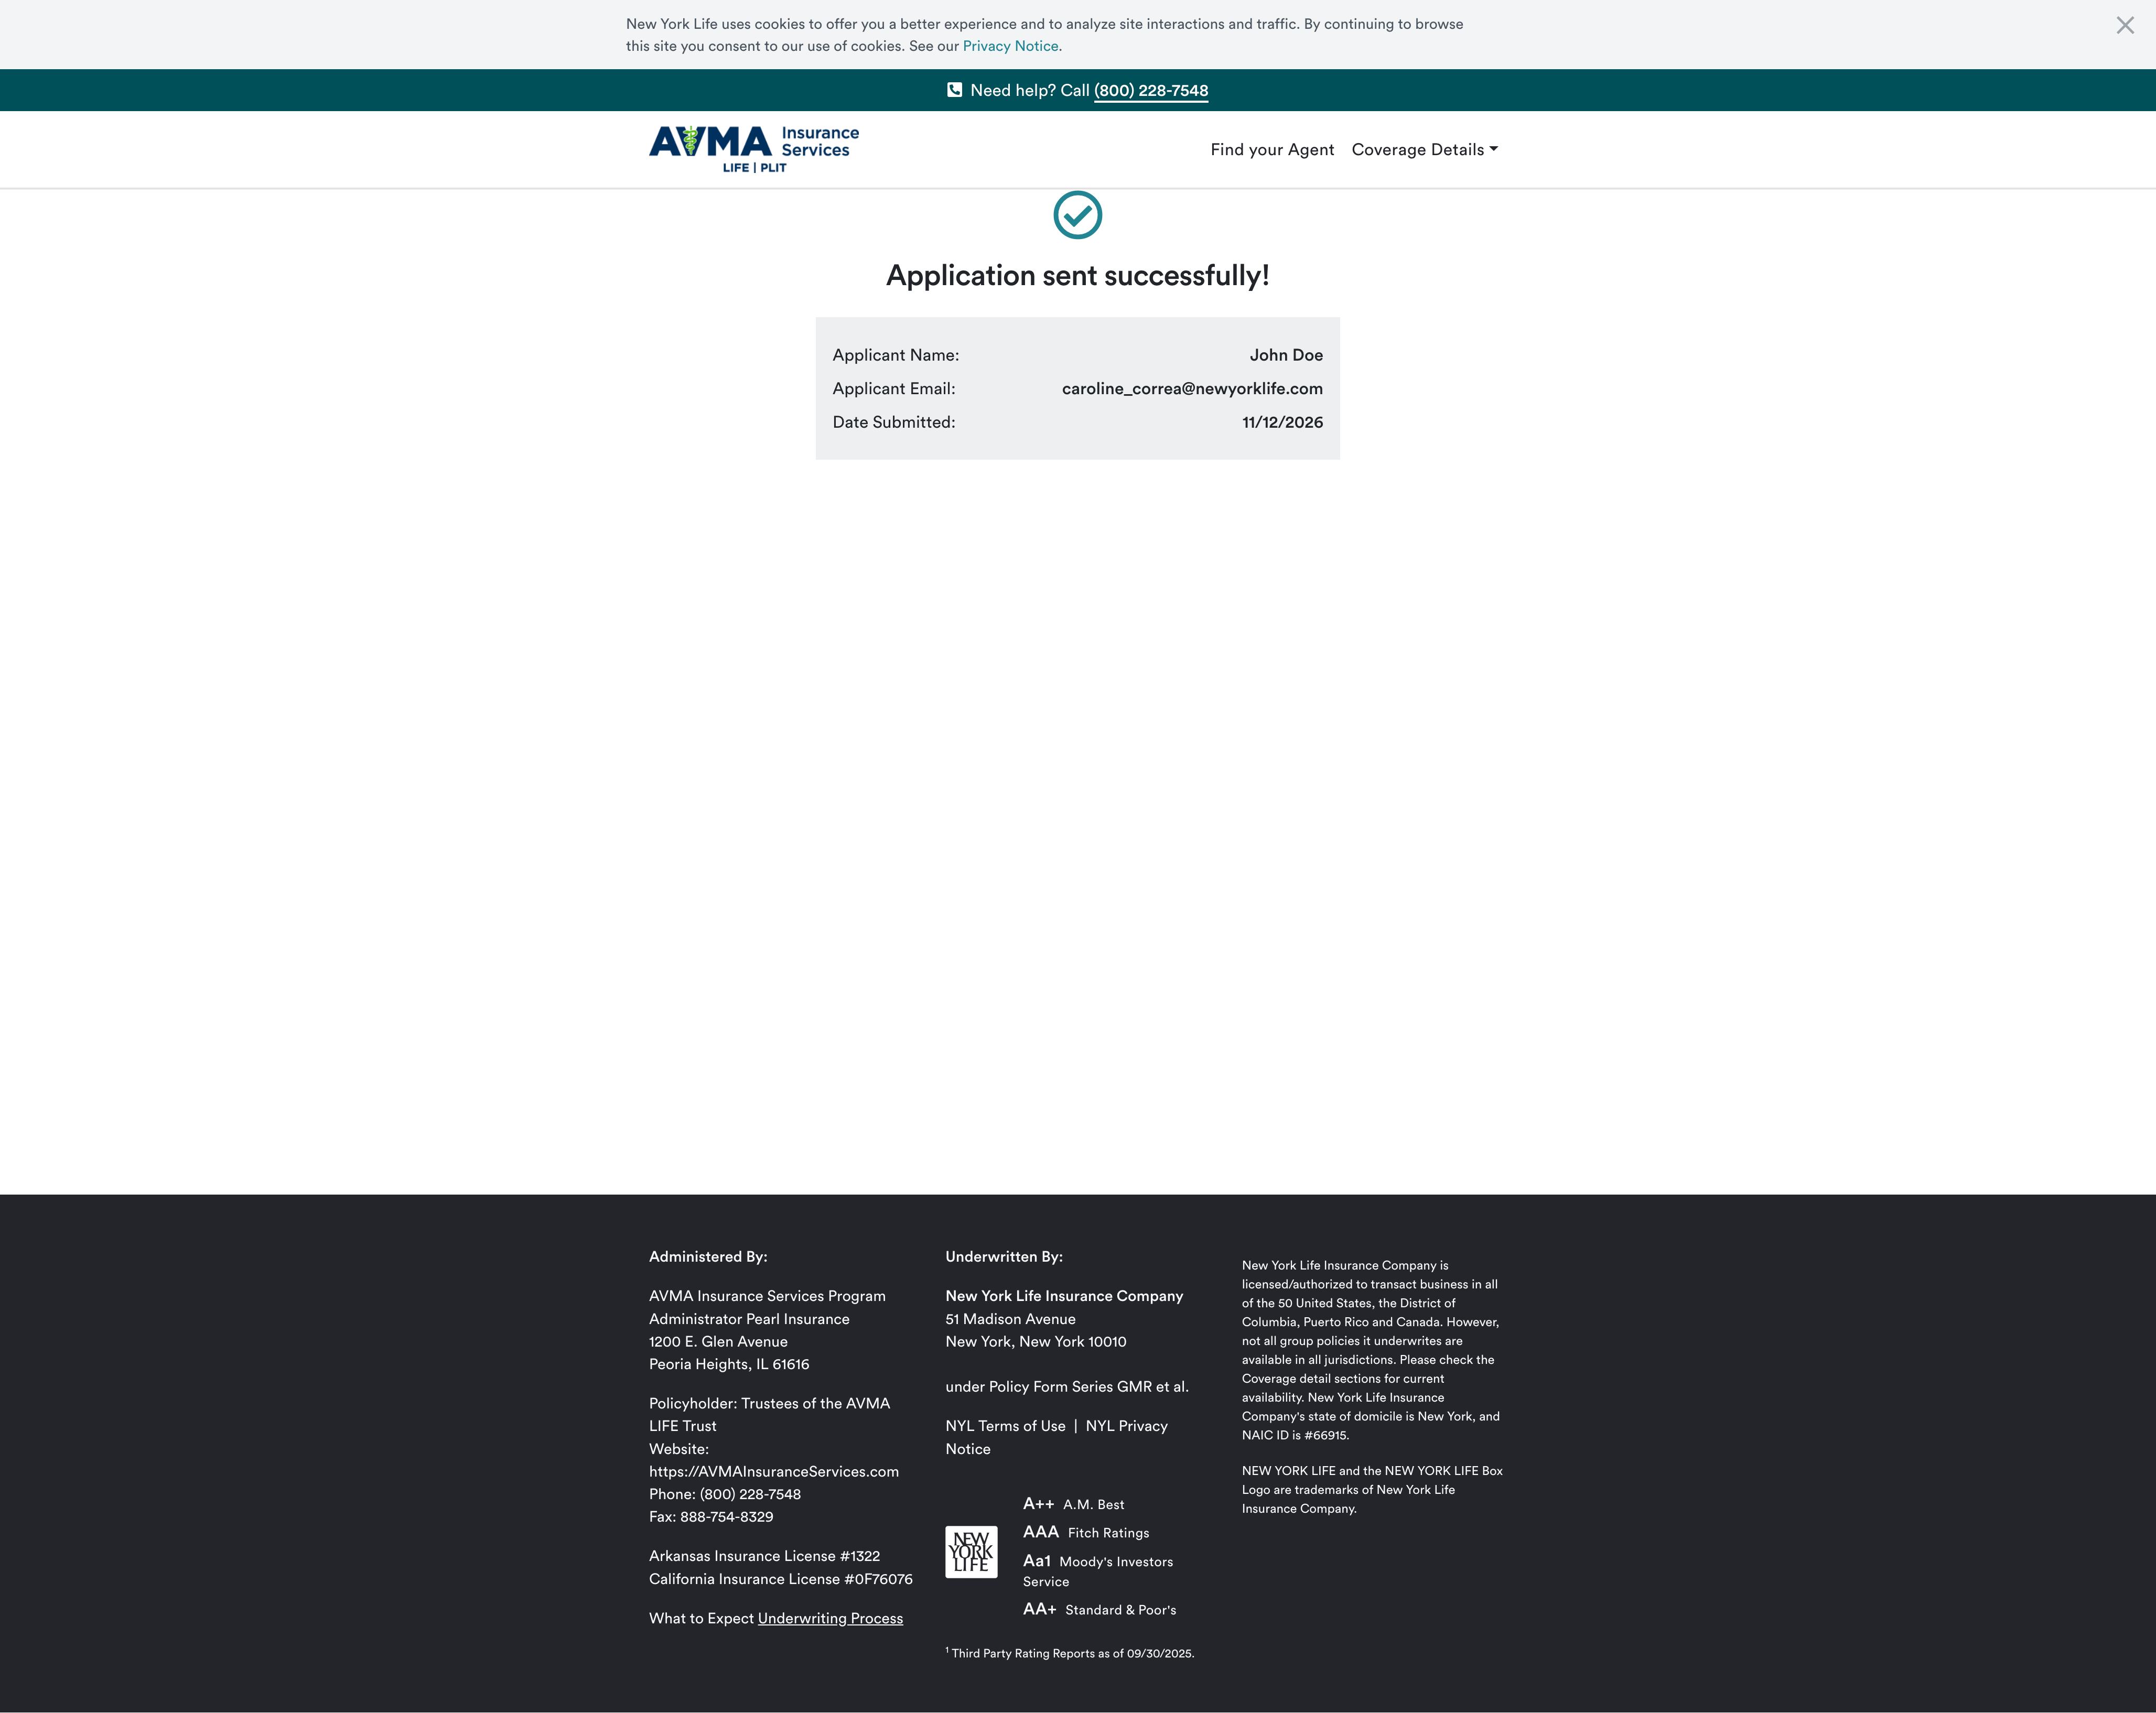 New York Life uses cookies to offer you a better experience and to analyze site interactions and traffic. By continuing to browse
this site you consent to our use of cookies. See our Privacy Notice.
Need help? Call (800) 228-7548
AVMA Insurance
Services
LIFE | PLIT
Find your Agent Coverage Details
Application sent successfully!
Applicant Name: John Doe
Applicant Email: caroline_correa@newyorklife.com
Date Submitted: 11/12/2026
Administered By:
AVMA Insurance Services Program
Administrator Pearl Insurance
1200 E. Glen Avenue
Peoria Heights, IL 61616
Policyholder: Trustees of the AVMA
LIFE Trust
Website:
https://AVMAInsuranceServices.com
Phone: (800) 228-7548
Fax: 888-754-8329
Arkansas Insurance License #1322
California Insurance License #0F76076
What to Expect Underwriting Process
Underwritten By:
New York Life Insurance Company
51 Madison Avenue
New York, New York 10010
under Policy Form Series GMR et al.
NYL Terms of Use | NYL Privacy
Notice
NEW
YORK
LIFE
A++ A.M. Best
AAA Fitch Ratings
Aa1 Moody's Investors
Service
AA+ Standard & Poor's
1 Third Party Rating Reports as of 09/30/2025.
New York Life Insurance Company is
licensed/authorized to transact business in all
of the 50 United States, the District of
Columbia, Puerto Rico and Canada. However,
not all group policies it underwrites are
available in all jurisdictions. Please check the
Coverage detail sections for current
availability. New York Life Insurance
Company's state of domicile is New York, and
NAIC ID is #66915.
NEW YORK LIFE and the NEW YORK LIFE Box
Logo are trademarks of New York Life
Insurance Company.